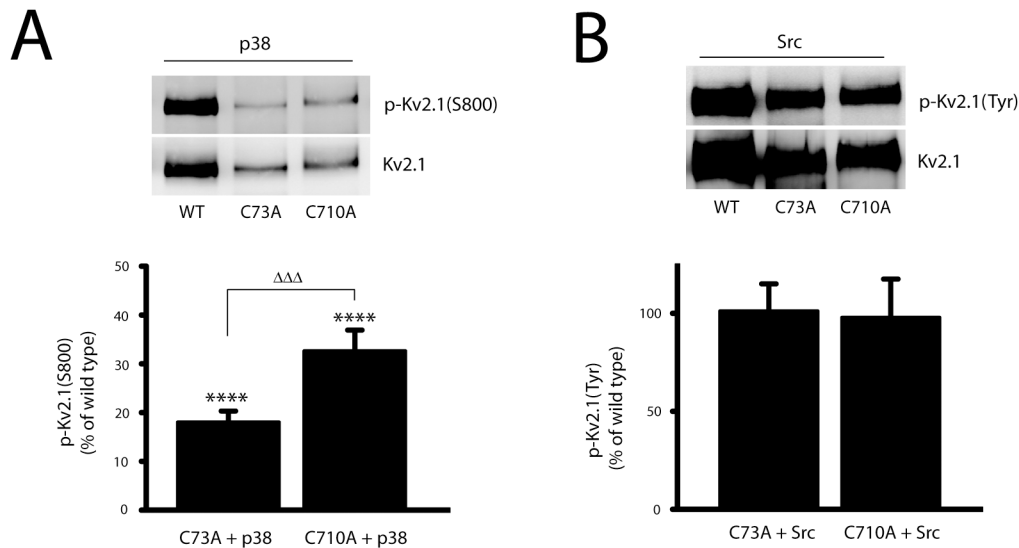 A
p38
p-Kv2.1(S800)
Kv2.1
WT C73A C710A
50
40
30
20
10
0
p-Kv2.1(S800)
(% of wild type)
ΔΔΔ
****
****
C73A + p38 C710A + p38
B
Src
p-Kv2.1(Tyr)
Kv2.1
WT C73A C710A
100
50
0
p-Kv2.1(Tyr)
(% of wild type)
C73A + Src C710A + Src